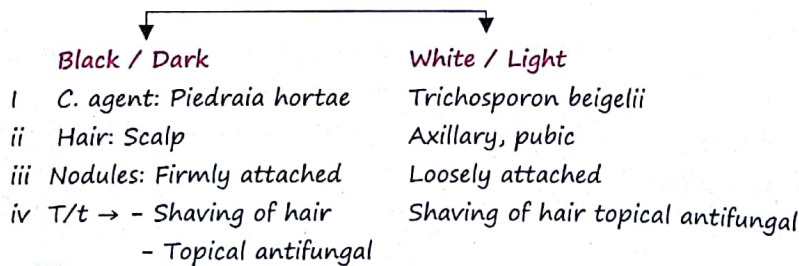 Black / Dark White / Light
I C. agent: Piedraia hortae Trichosporon beigelii
ii Hair: Scalp Axillary, pubic
iii Nodules: Firmly attached Loosely attached
iv T/t → - Shaving of hair Shaving of hair topical antifungal
- Topical antifungal